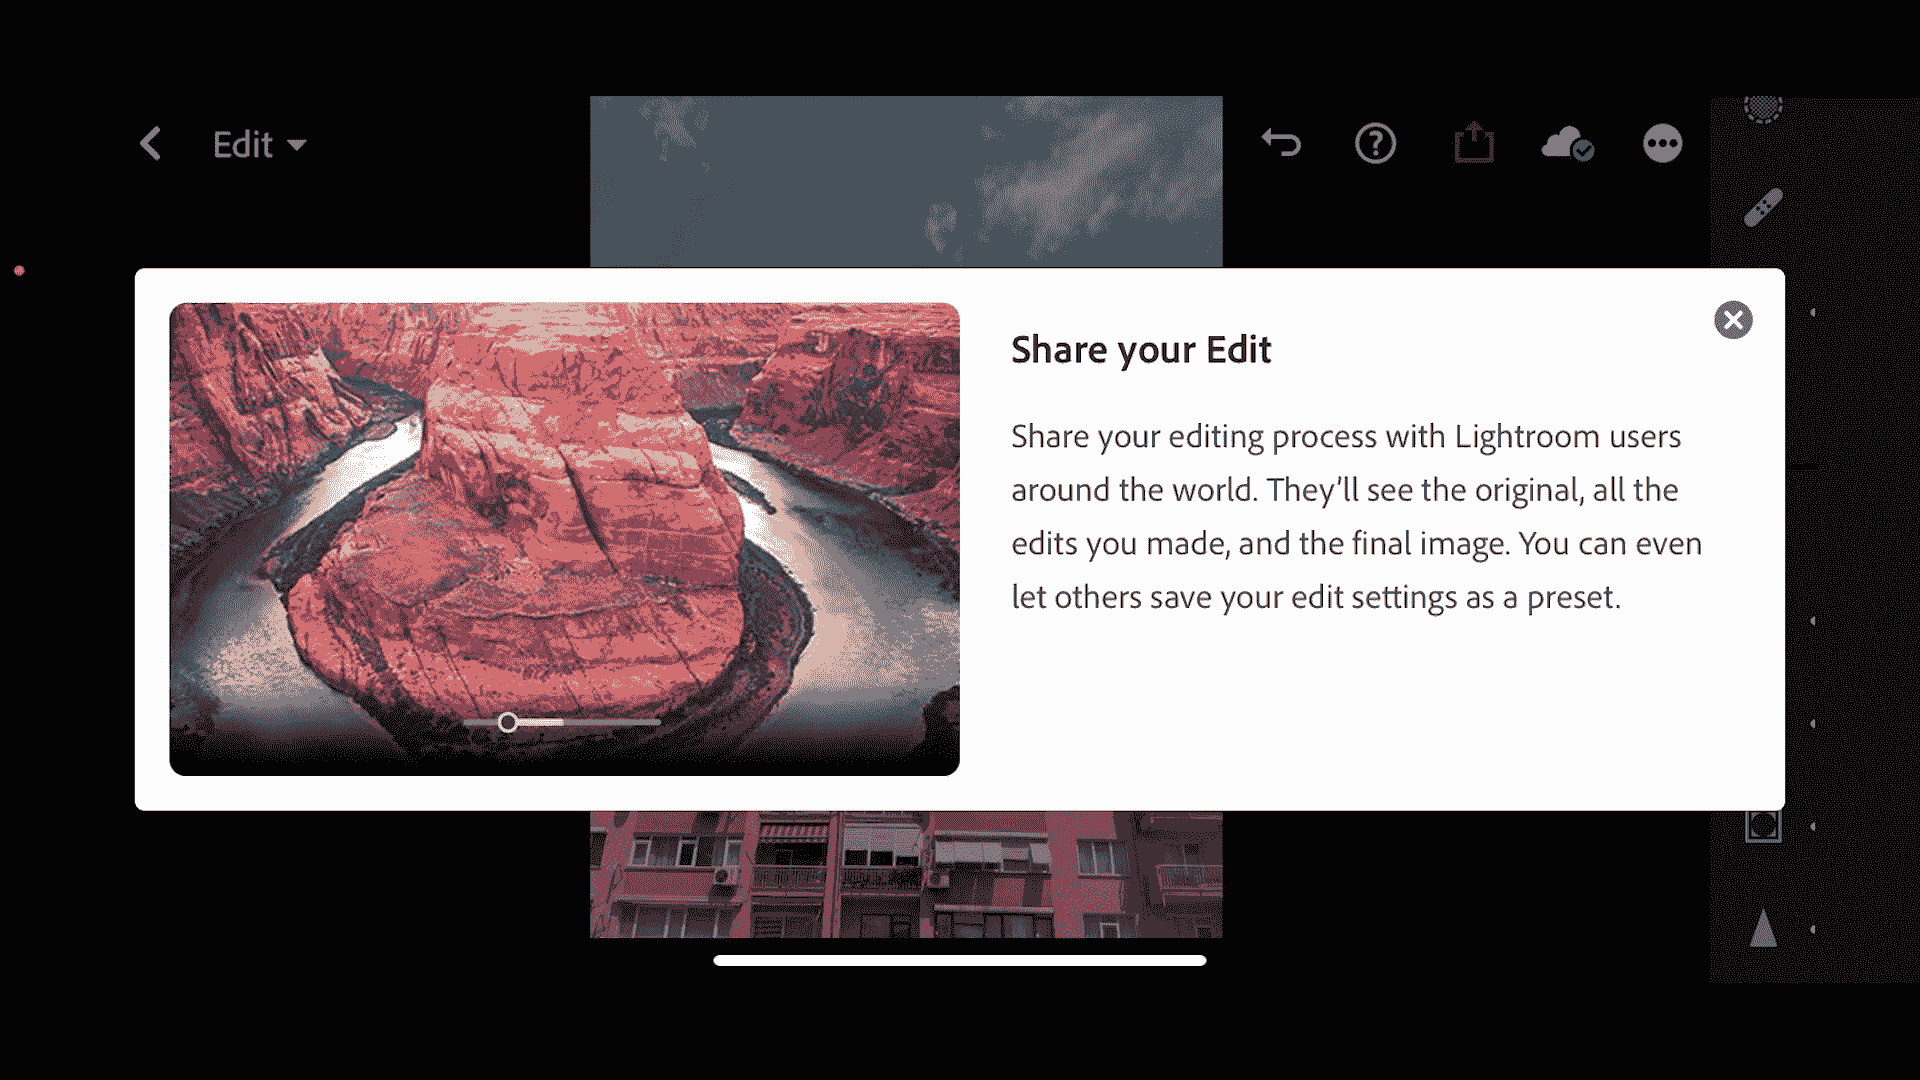 Edit
Share your Edit
Share your editing process with Lightroom users
around the world. They'll see the original, all the
edits you made, and the final image. You can even
let others save your edit settings as a preset.